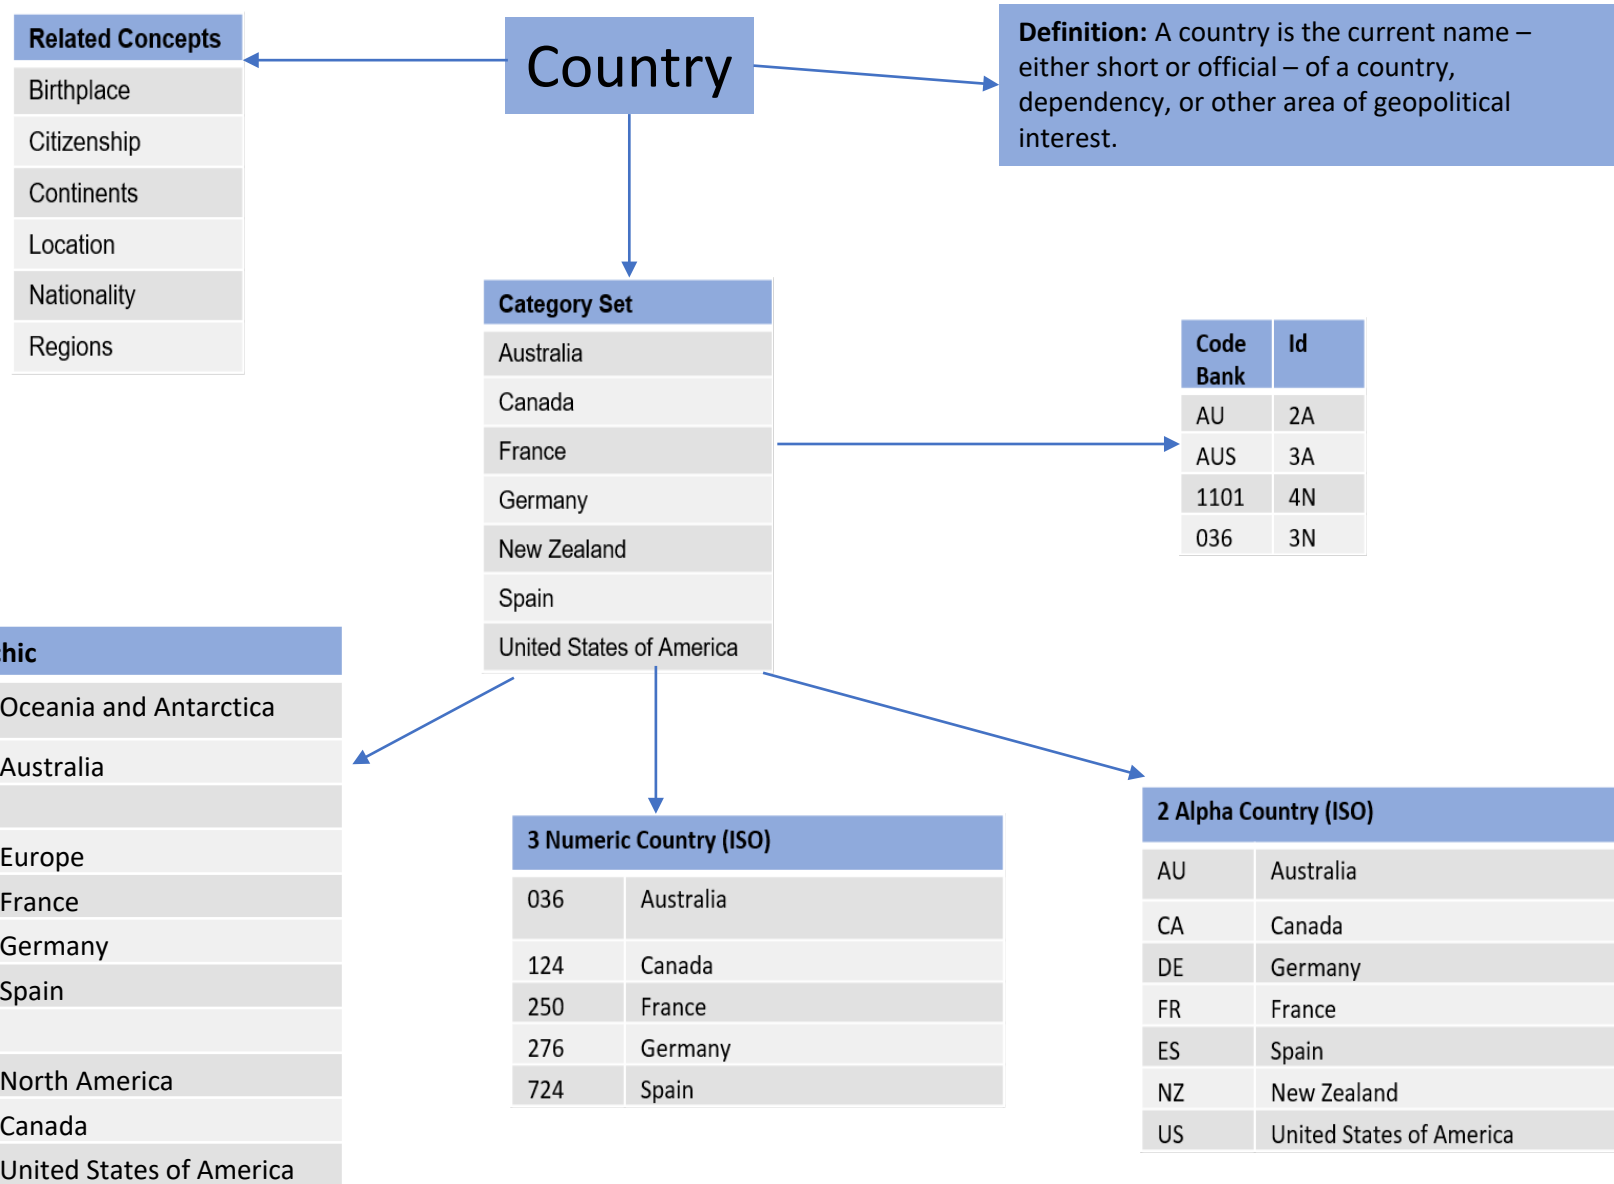 Related Concepts
Birthplace
Citizenship
Continents
Location
Nationality
Regions
Country
Definition: A country is the current name –
either short or official – of a country,
dependency, or other area of geopolitical
interest.
Category Set
Australia
Canada
France
Germany
New Zealand
Spain
United States of America
Code Bank Id
AU 2A
AUS 3A
1101 4N
036 3N
hic
Oceania and Antarctica
Australia
Europe
France
Germany
Spain
North America
Canada
United States of America
3 Numeric Country (ISO)
036 Australia
124 Canada
250 France
276 Germany
724 Spain
2 Alpha Country (ISO)
AU Australia
CA Canada
DE Germany
FR France
ES Spain
NZ New Zealand
US United States of America